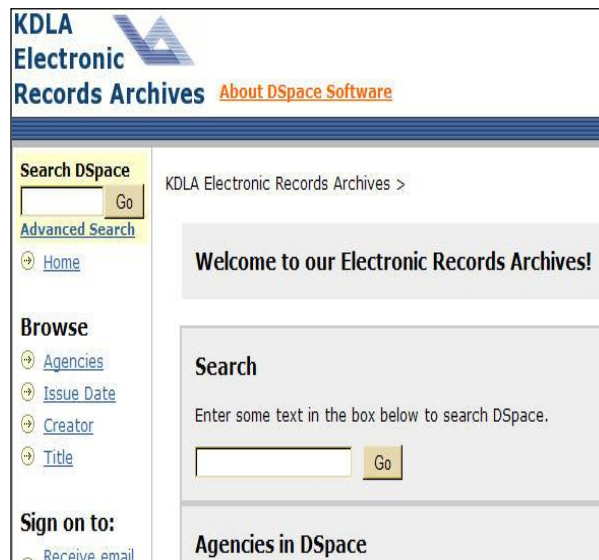 KDLA
Electronic
Records Archives About DSpace Software
Search DSpace
Go
Advanced Search
Home
Browse
Agencies
Issue Date
Creator
Title
Sign on to:
Receive email
KDLA Electronic Records Archives >
Welcome to our Electronic Records Archives!
Search
Enter some text in the box below to search DSpace.
Go
Agencies in DSpace